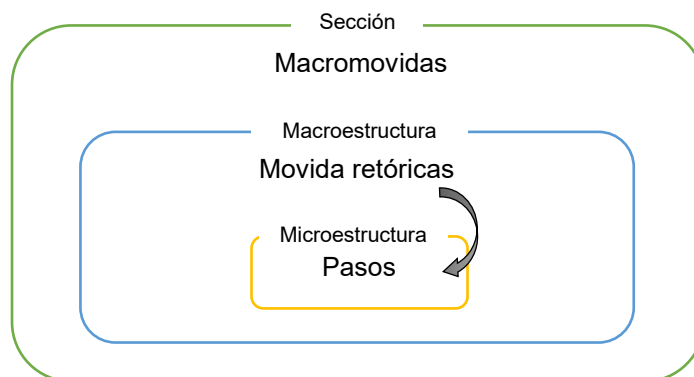 Sección
Macromovidas
Macroestructura
Movida retóricas
Microestructura
Pasos